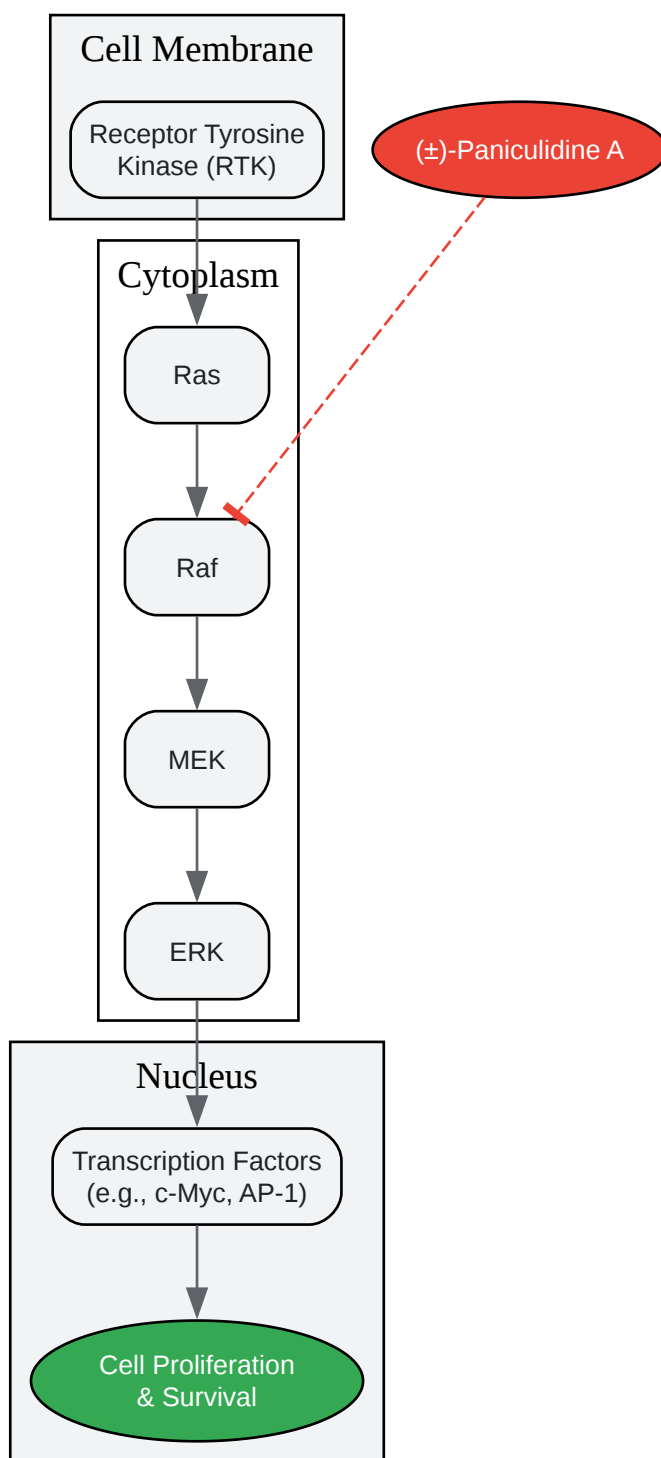 Cell Membrane
Receptor Tyrosine
Kinase (RTK)
(±)-Paniculidine A
Cytoplasm
Ras
Raf
MEK
ERK
Nucleus
Transcription Factors
(e.g., c-Myc, AP-1)
Cell Proliferation
& Survival